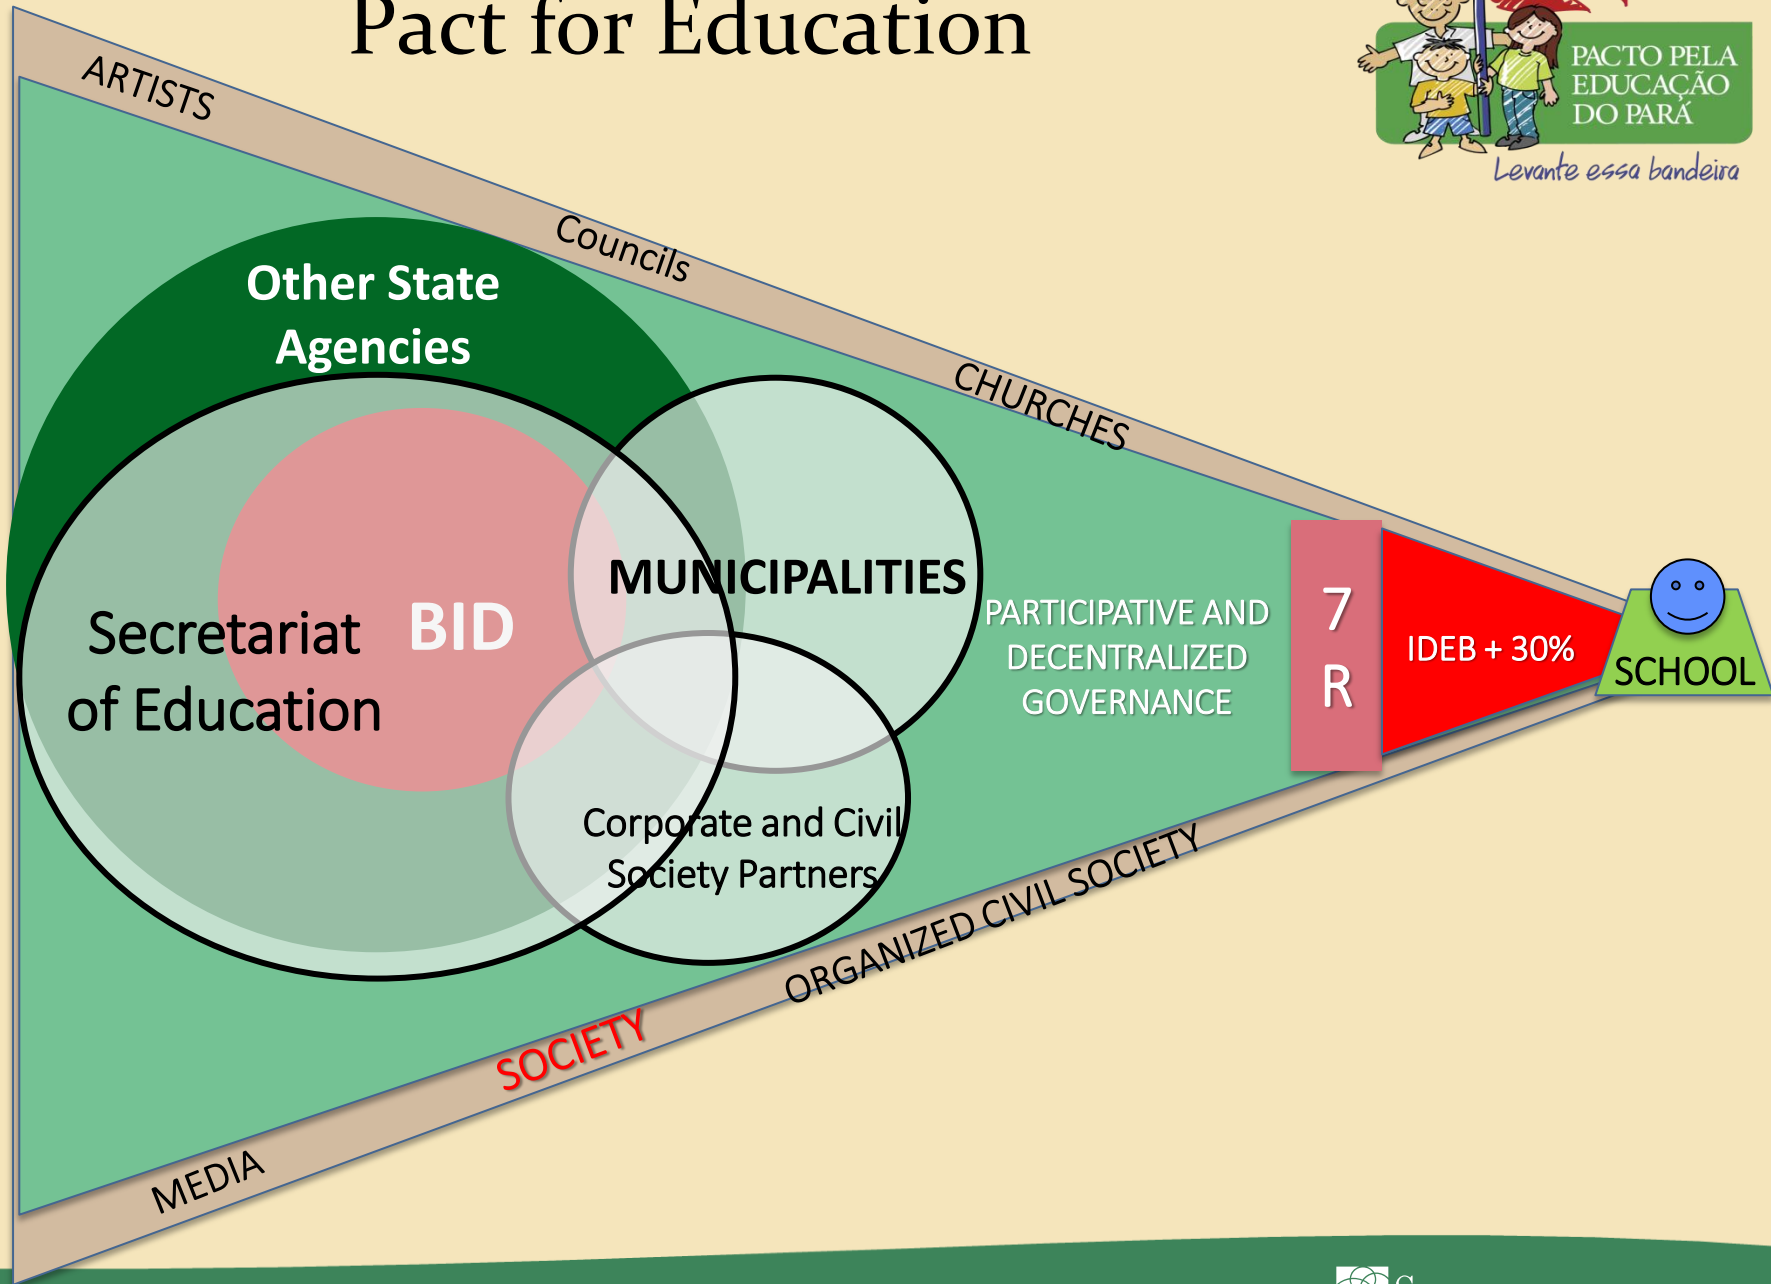 Pact for Education
PACTO PELA
EDUCAÇÃO
DO PARÁ
Levante essa bandeira
ARTISTS
Councils
CHURCHES
Other State
Agencies
MUNICIPALITIES
Secretariat
of Education
BID
PARTICIPATIVE AND
DECENTRALIZED
GOVERNANCE
7
R
IDEB + 30%
SCHOOL
Corporate and Civil
Society Partners
ORGANIZED CIVIL SOCIETY
SOCIETY
MEDIA